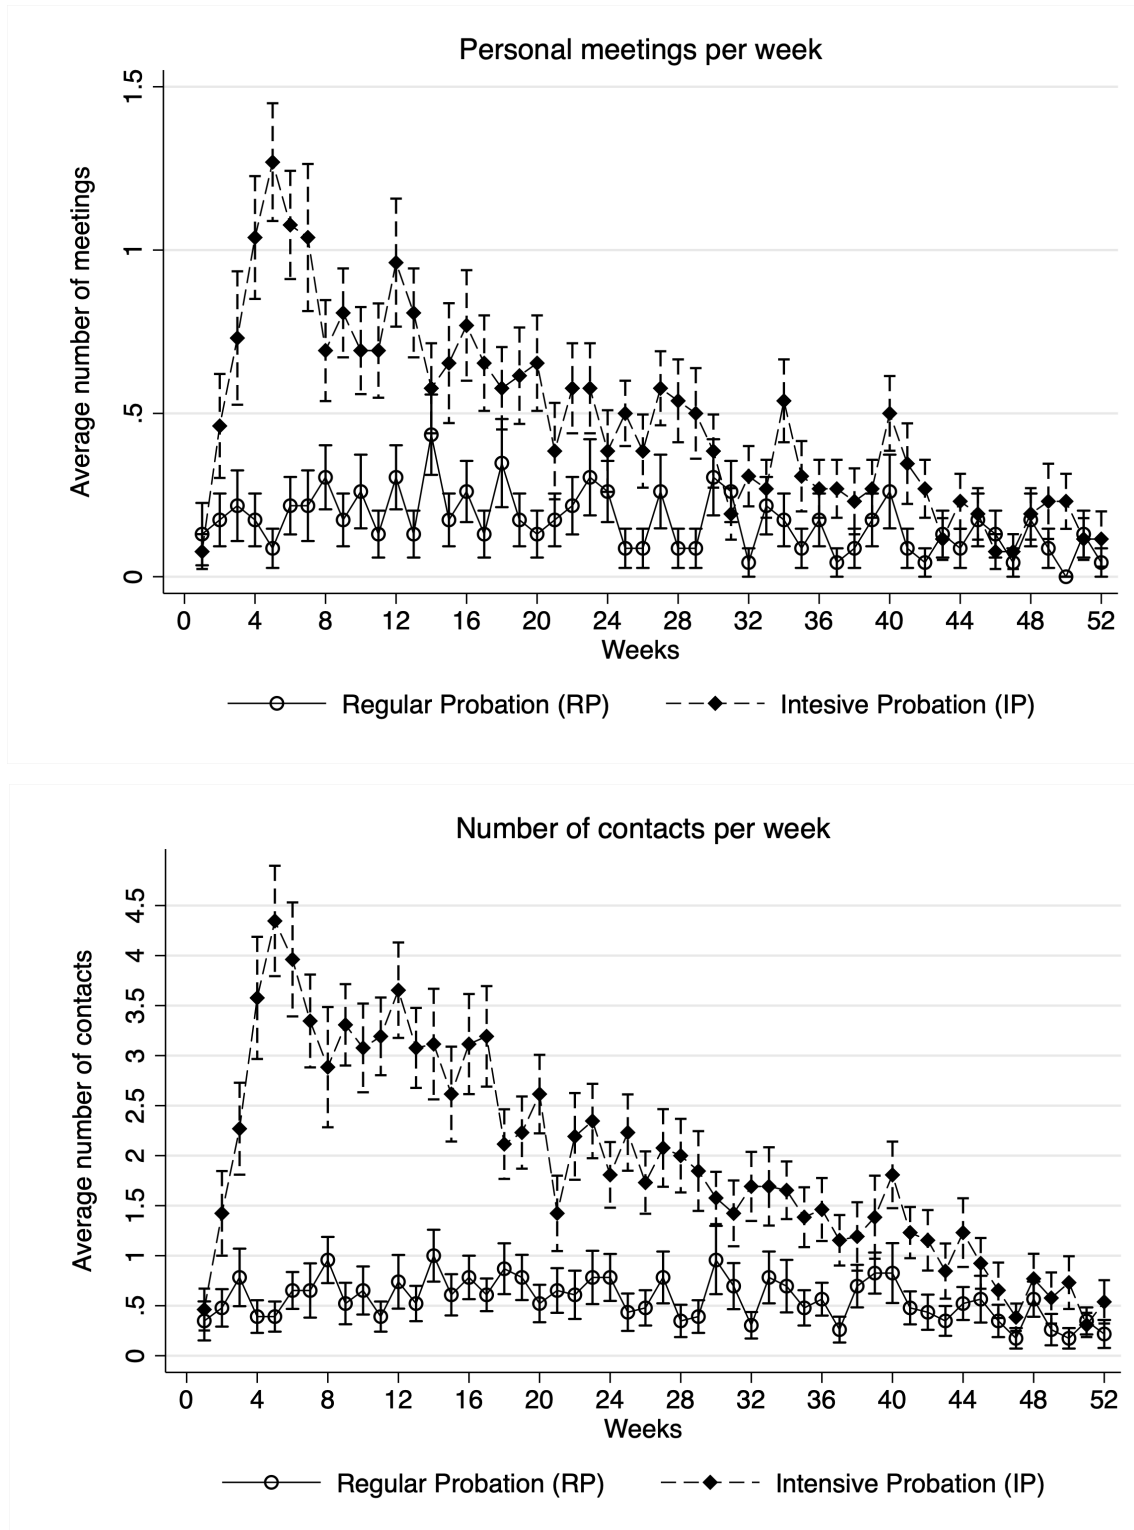 Personal meetings per week
1.5
1
.5
0
Average number of meetings
0 4 8 12 16 20 24 28 32 36 40 44 48 52
Weeks
Regular Probation (RP) Intesive Probation (IP)
Number of contacts per week
4.5
4
3.5
3
2.5
2
1.5
1
.5
0
Average number of contacts
0 4 8 12 16 20 24 28 32 36 40 44 48 52
Weeks
Regular Probation (RP) Intensive Probation (IP)